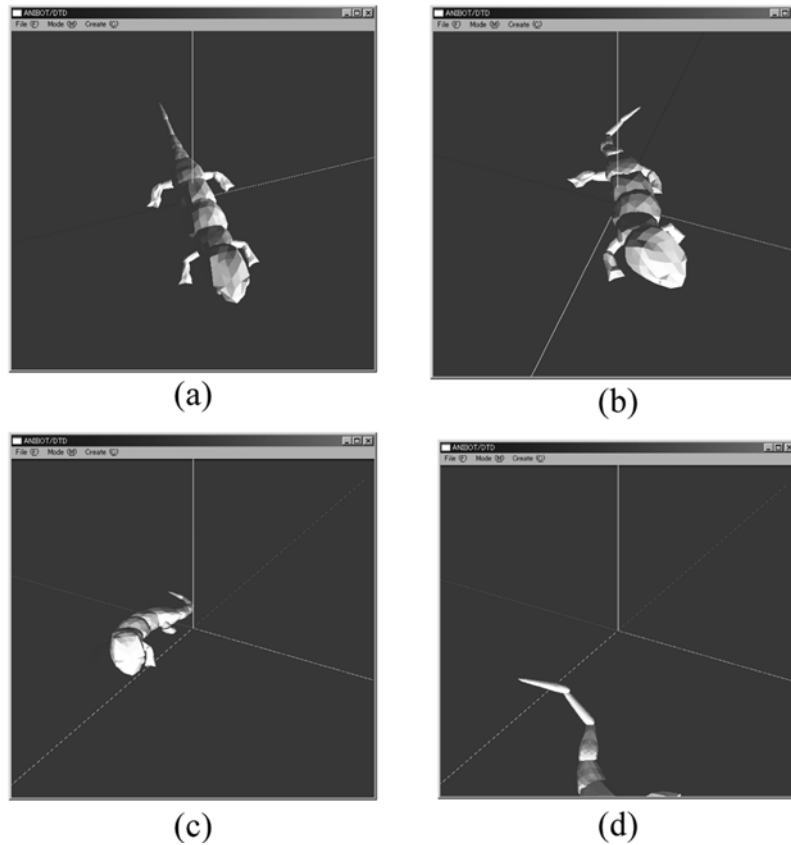 ANIBOT/DTD
File (F) Mode (M) Create (C)
ANIBOT/DTD
File (F) Mode (M) Create (C)
(a)
(b)
ANIBOT/DTD
File (F) Mode (M) Create (C)
ANIBOT/DTD
File (F) Mode (M) Create (C)
(c)
(d)